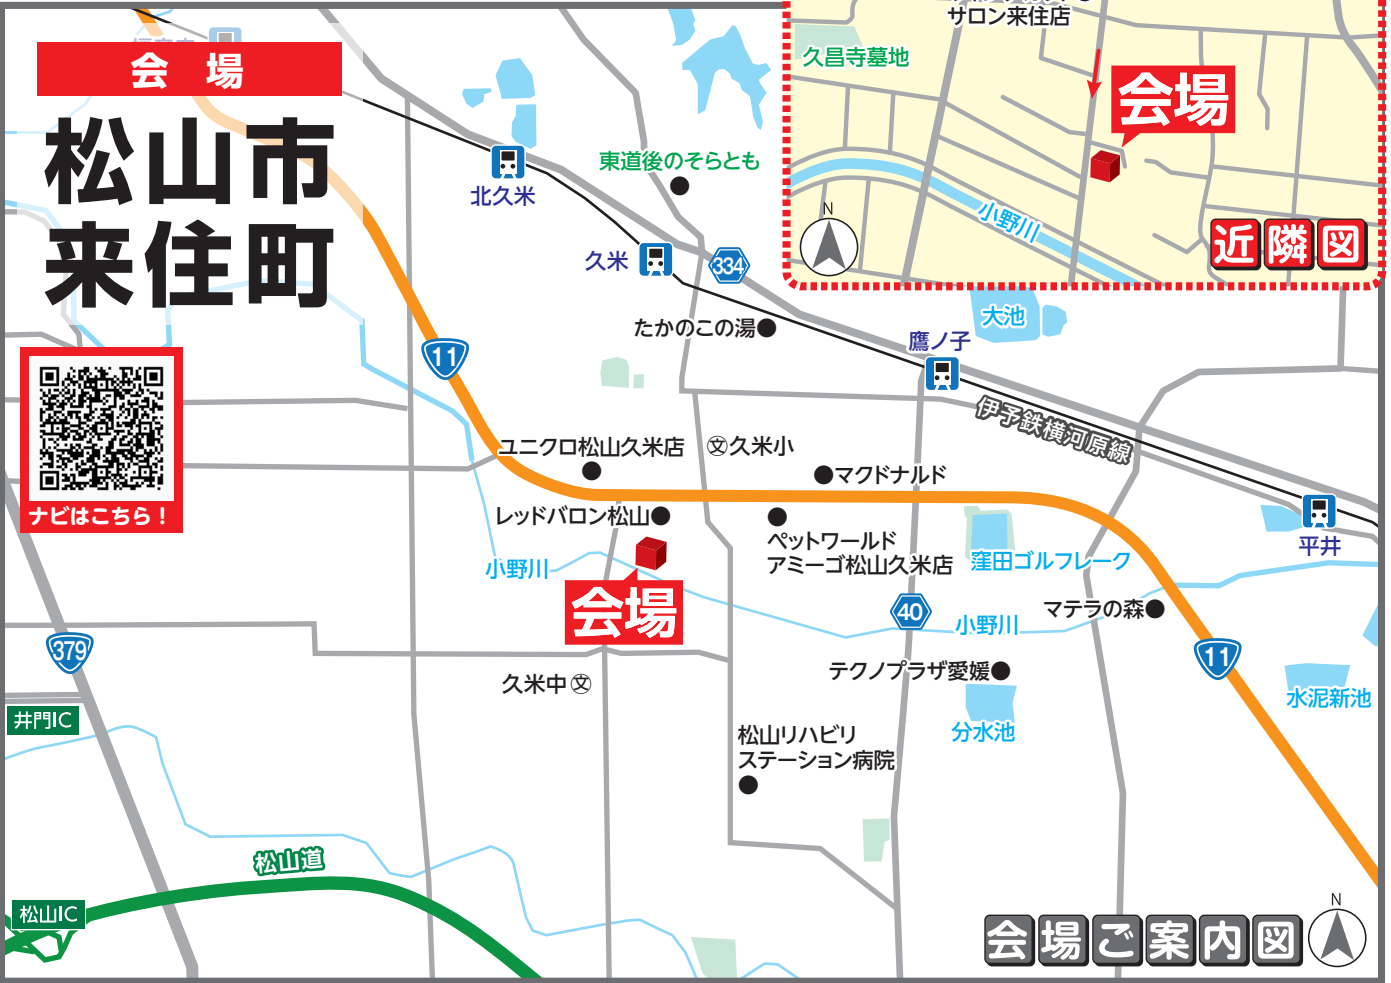 会場
松山市
来住町
ナビはこちら！
サロン来住店
久昌寺墓地
会場
小野川
N
近隣図
北久米
東道後のそらとも
久米
334
たかのこの湯
大池
鷹ノ子
伊予鉄横河原線
11
ユニクロ松山久米店
文久米小
マクドナルド
レッドバロン松山
ペットワールド
アミーゴ松山久米店
窪田ゴルフレーク
平井
小野川
会場
40
小野川
マテラの森
11
379
久米中文
テクノプラザ愛媛
水泥新池
分水池
井門IC
松山リハビリ
ステーション病院
松山道
松山IC
会場ご案内図
N